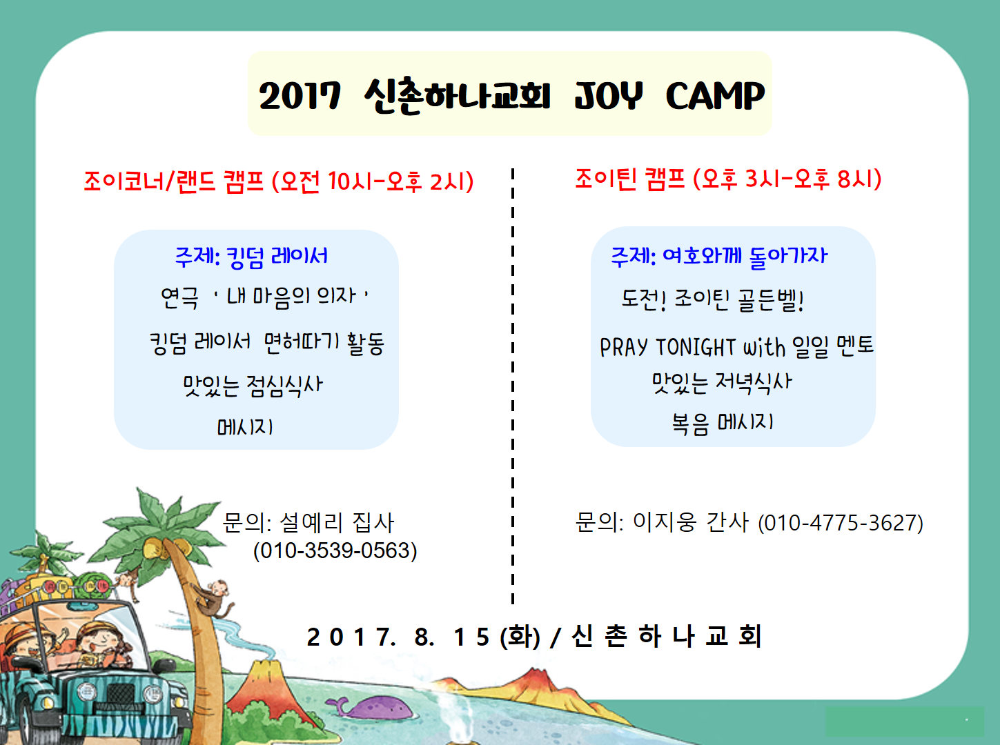 2017 신촌하나교회 JOY CAMP
조이코너/랜드 캠프 (오전 10시-오후 2시)
주제: 킹덤 레이서
연극 ' 내 마음의 의자 '
킹덤 레이서 면허따기 활동
맛있는 점심식사
메시지
문의: 설예리 집사
(010-3539-0563)
조이틴 캠프 (오후 3시-오후 8시)
주제: 여호와께 돌아가자
도전! 조이틴 골든벨!
PRAY TONIGHT with 일일 멘토
맛있는 저녁식사
복음 메시지
문의: 이지웅 간사 (010-4775-3627)
2017. 8. 15 (화) / 신촌하나교회